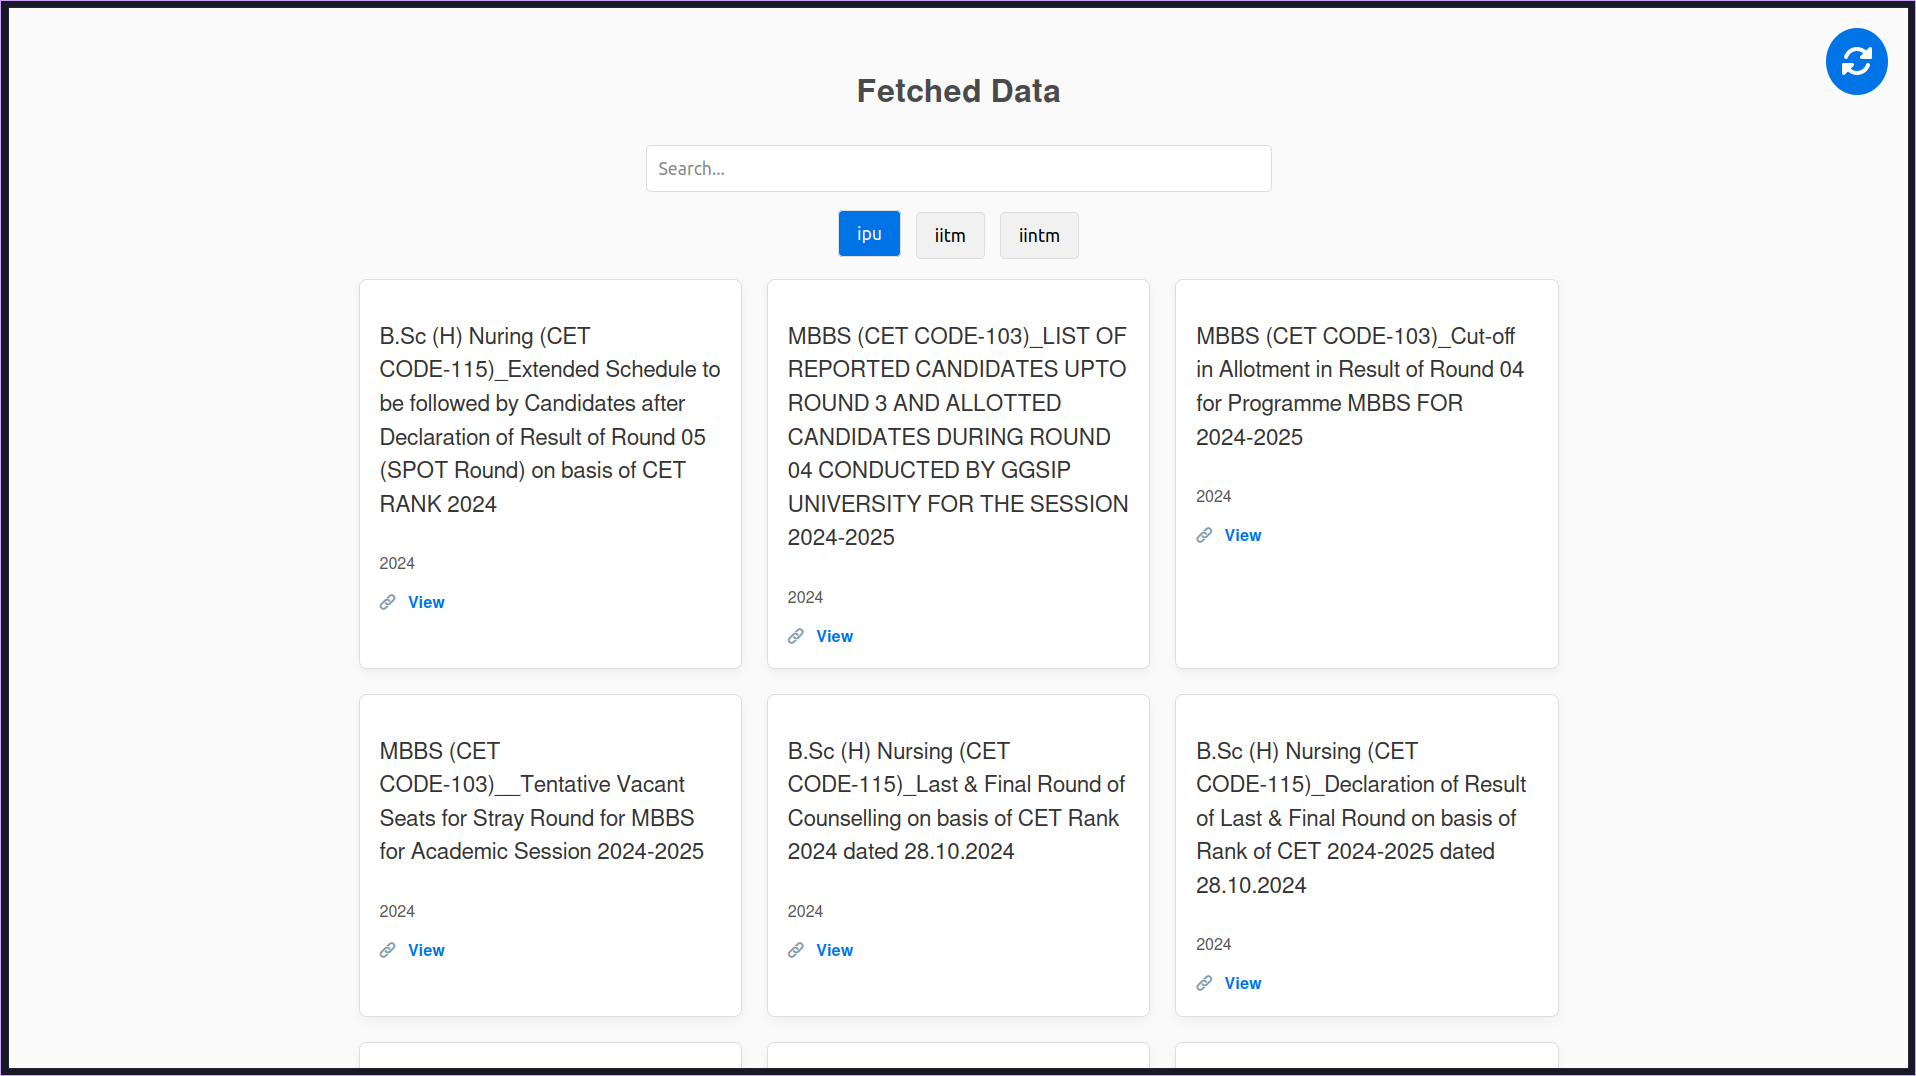 Fetched Data
Search...
ipu
iitm
iintm
B.Sc (H) Nuring (CET
CODE-115)_Extended Schedule to
be followed by Candidates after
Declaration of Result of Round 05
(SPOT Round) on basis of CET
RANK 2024
2024
View
MBBS (CET CODE-103)_LIST OF
REPORTED CANDIDATES UPTO
ROUND 3 AND ALLOTTED
CANDIDATES DURING ROUND
04 CONDUCTED BY GGSIP
UNIVERSITY FOR THE SESSION
2024-2025
2024
View
MBBS (CET CODE-103)_Cut-off
in Allotment in Result of Round 04
for Programme MBBS FOR
2024-2025
2024
View
MBBS (CET
CODE-103)__Tentative Vacant
Seats for Stray Round for MBBS
for Academic Session 2024-2025
2024
View
B.Sc (H) Nursing (CET
CODE-115)_Last & Final Round of
Counselling on basis of CET Rank
2024 dated 28.10.2024
2024
View
B.Sc (H) Nursing (CET
CODE-115)_Declaration of Result
of Last & Final Round on basis of
Rank of CET 2024-2025 dated
28.10.2024
2024
View